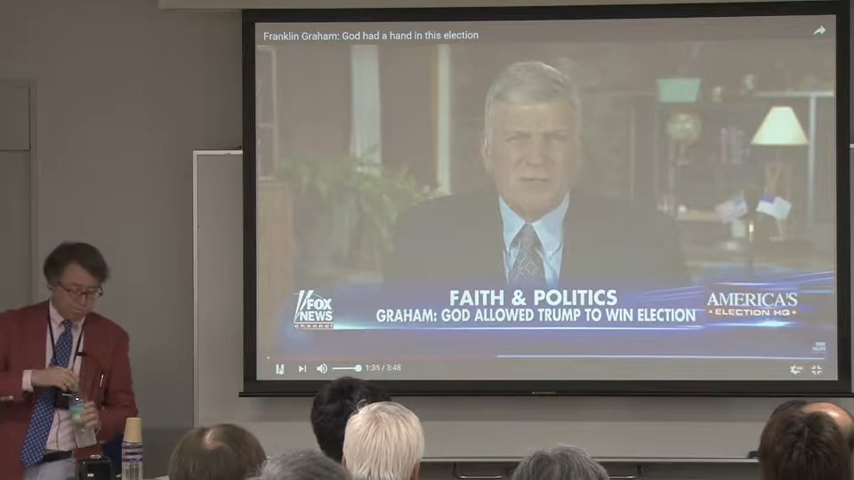 Franklin Graham: God had a hand in this election
FAITH & POLITICS
GRAHAM: GOD ALLOWED TRUMP TO WIN ELECTION
FOX
NEWS
channel
AMERICA'S
ELECTION HQ
1:35 / 3:48